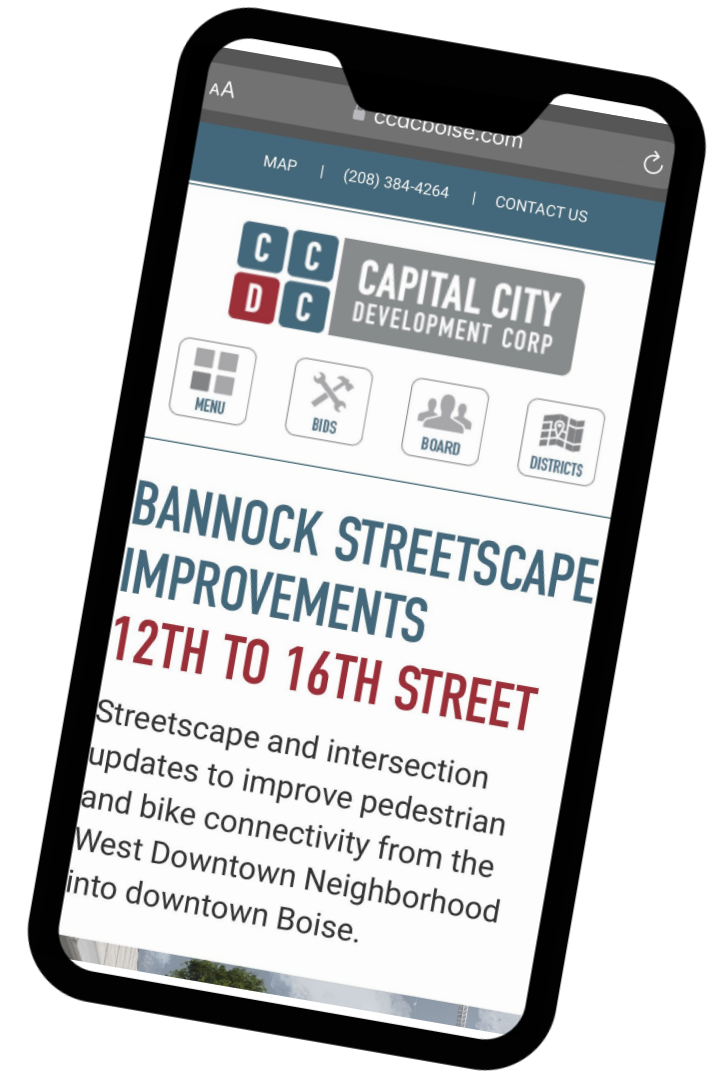 AA
ccdcboise.com
MAP | (208) 384-4264 | CONTACT US
C C
D C
CAPITAL CITY
DEVELOPMENT CORP
MENU
BIDS
BOARD
DISTRICTS
BANNOCK STREETSCAPE
IMPROVEMENTS
12TH TO 16TH STREET
Streetscape and intersection
updates to improve pedestrian
and bike connectivity from the
West Downtown Neighborhood
into downtown Boise.